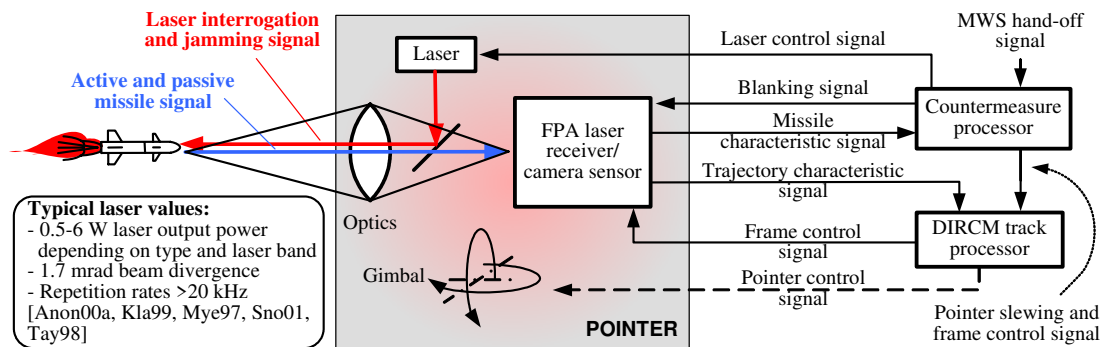 Laser interrogation
and jamming signal
Active and passive
missile signal
Laser
Optics
FPA laser
receiver/
camera sensor
Gimbal
POINTER
Laser control signal
Blanking signal
Missile
characteristic signal
Trajectory characteristic
signal
Frame control
signal
Pointer control
signal
MWS hand-off
signal
Countermeasure
processor
DIRCM track
processor
Pointer slewing and
frame control signal
Typical laser values:
- 0.5-6 W laser output power
depending on type and laser band
- 1.7 mrad beam divergence
- Repetition rates >20 kHz
[Anon00a, Kla99, Mye97, Sno01,
Tay98]